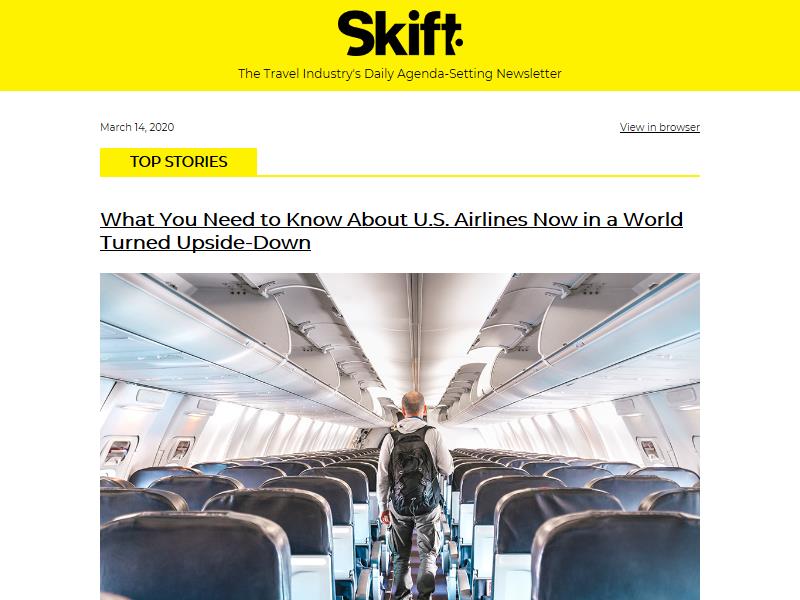 Skift
The Travel Industry's Daily Agenda-Setting Newsletter
March 14, 2020
View in browser
TOP STORIES
What You Need to Know About U.S. Airlines Now in a World
Turned Upside-Down